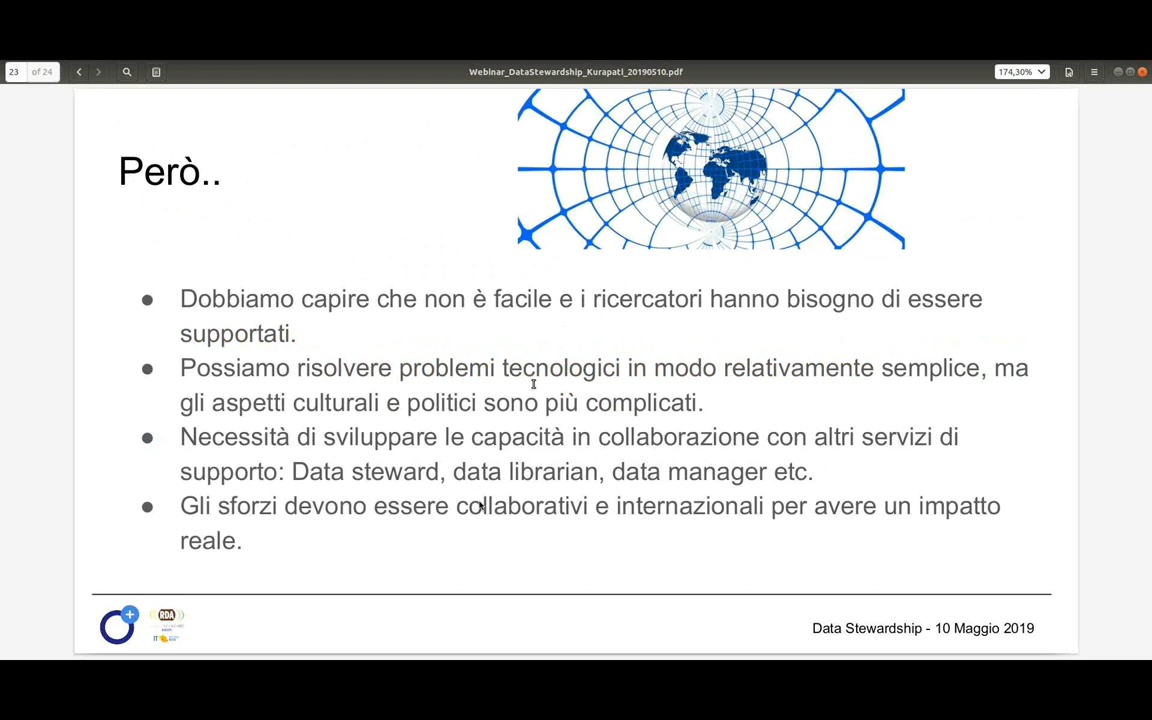 23 of 24
Webinar_DataStewardship_Kurapati_20190510.pdf
174,30%
Però..
● Dobbiamo capire che non è facile e i ricercatori hanno bisogno di essere
supportati.
● Possiamo risolvere problemi tecnologici in modo relativamente semplice, ma
gli aspetti culturali e politici sono più complicati.
● Necessità di sviluppare le capacità in collaborazione con altri servizi di
supporto: Data steward, data librarian, data manager etc.
● Gli sforzi devono essere collaborativi e internazionali per avere un impatto
reale.
RDA
IT
Data Stewardship - 10 Maggio 2019